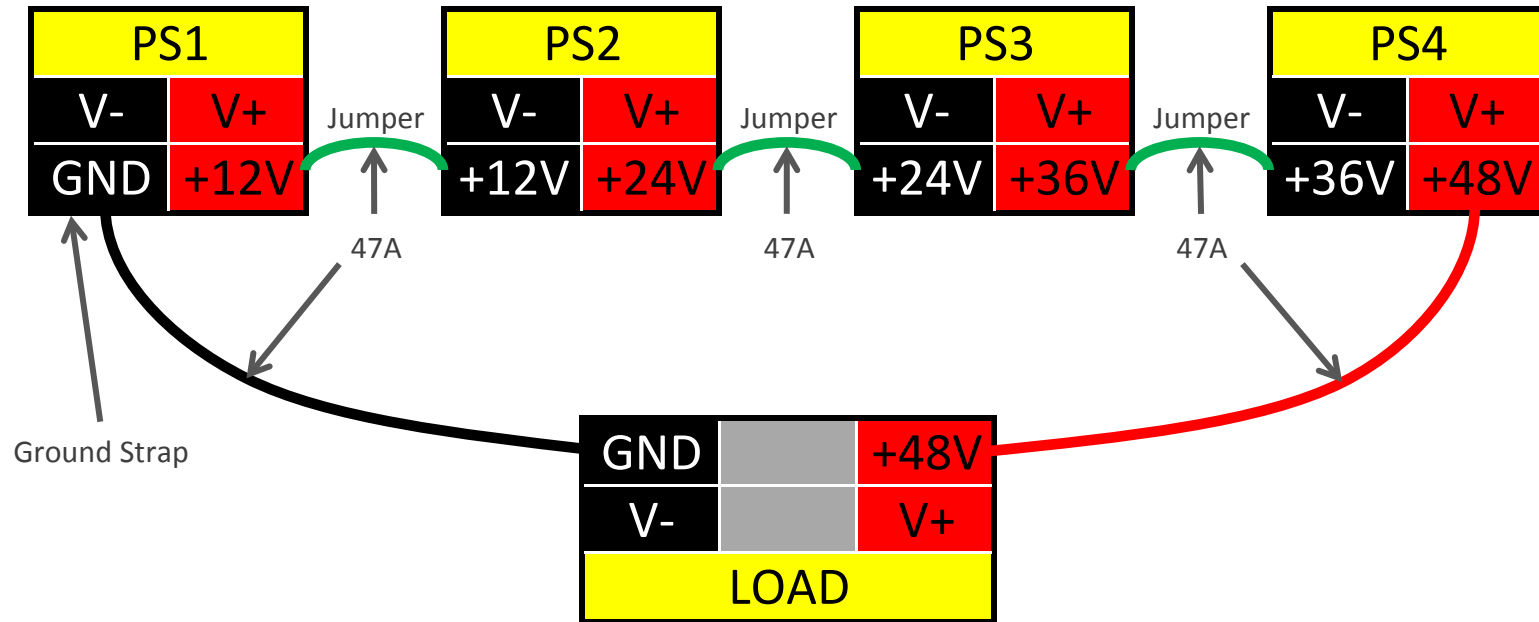 PS1
V- V+
GND +12V
Jumper
PS2
V- V+
+12V +24V
Jumper
PS3
V- V+
+24V +36V
Jumper
PS4
V- V+
+36V +48V
47A
47A
47A
Ground Strap
GND +48V
V- V+
LOAD